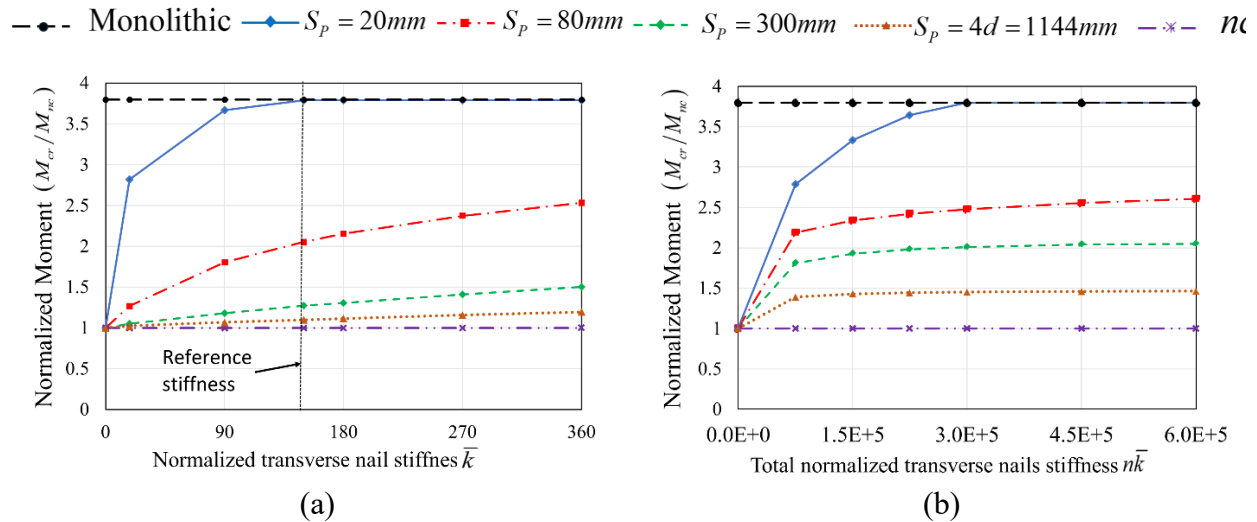 Monolithic S_P = 20mm S_P = 80mm S_P = 300mm S_P = 4d = 1144mm nc
Normalized Moment (M_cr/M_nc)
4
3.5
3
2.5
2
1.5
1
0.5
0
Reference
stiffness
0 90 180 270 360
Normalized transverse nail stiffnes k̅
(a)
Normalized Moment (M_cr/M_nc)
4
3.5
3
2.5
2
1.5
1
0.5
0
0.0E+0 1.5E+5 3.0E+5 4.5E+5 6.0E+5
Total normalized transverse nails stiffness nk̅
(b)